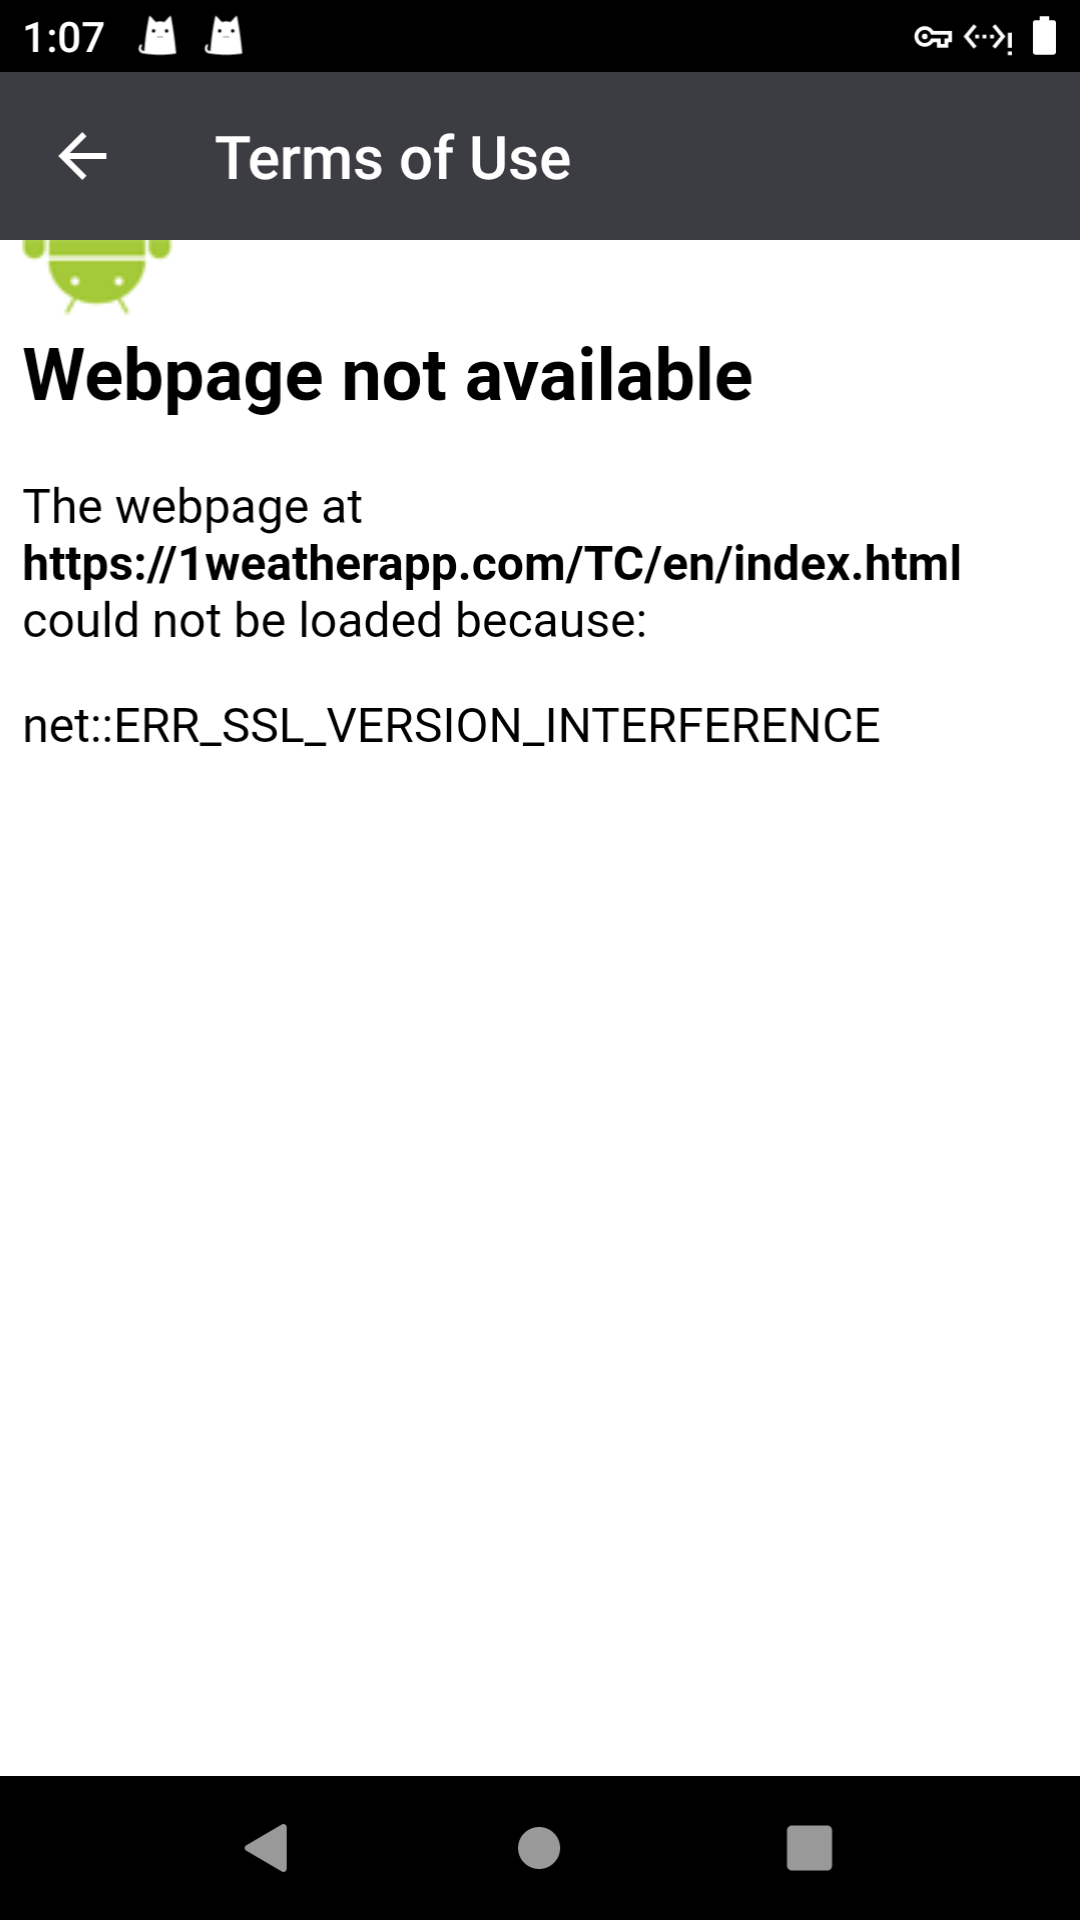 1:07
Terms of Use
Webpage not available
The webpage at
https://1weatherapp.com/TC/en/index.html
could not be loaded because:
net::ERR_SSL_VERSION_INTERFERENCE